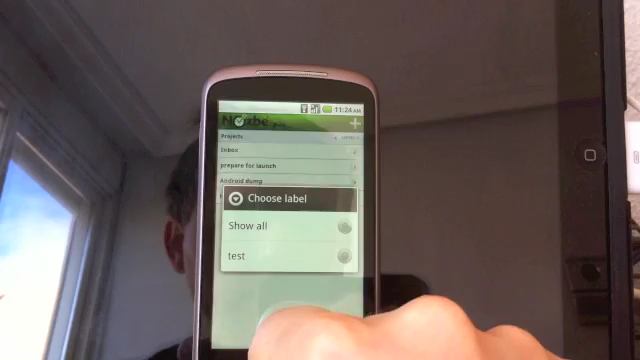 11:24 AM
Nozbe
Projects
Inbox
prepare for launch
Android dump
Choose label
Show all
test